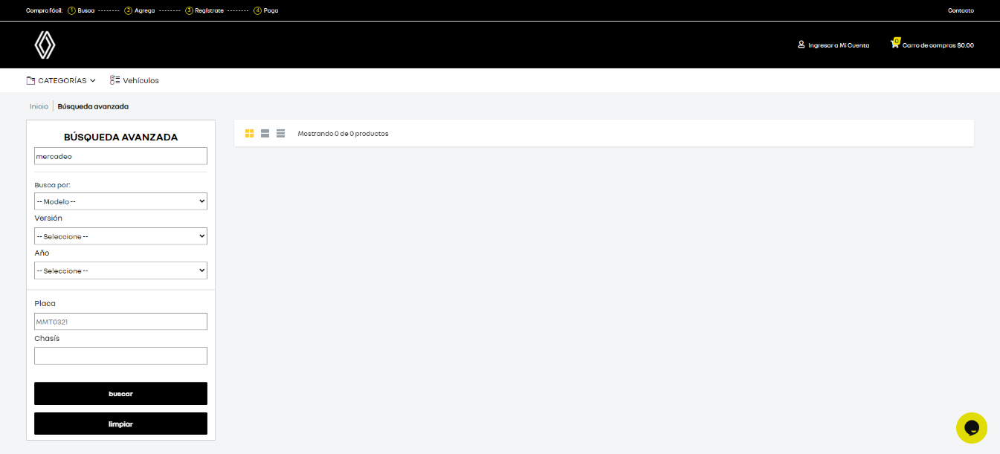 Compra fácil: 1 Busca -------- 2 Agrega -------- 3 Regístrate -------- 4 Paga
Contacto
Ingresar a Mi Cuenta
0
Carro de compras $0.00
CATEGORÍAS
Vehículos
Inicio
Búsqueda avanzada
BÚSQUEDA AVANZADA
mercadeo
Busca por:
-- Modelo --
Versión
-- Seleccione --
Año
-- Seleccione --
Placa
MMT0321
Chasís
buscar
limpiar
Mostrando 0 de 0 productos